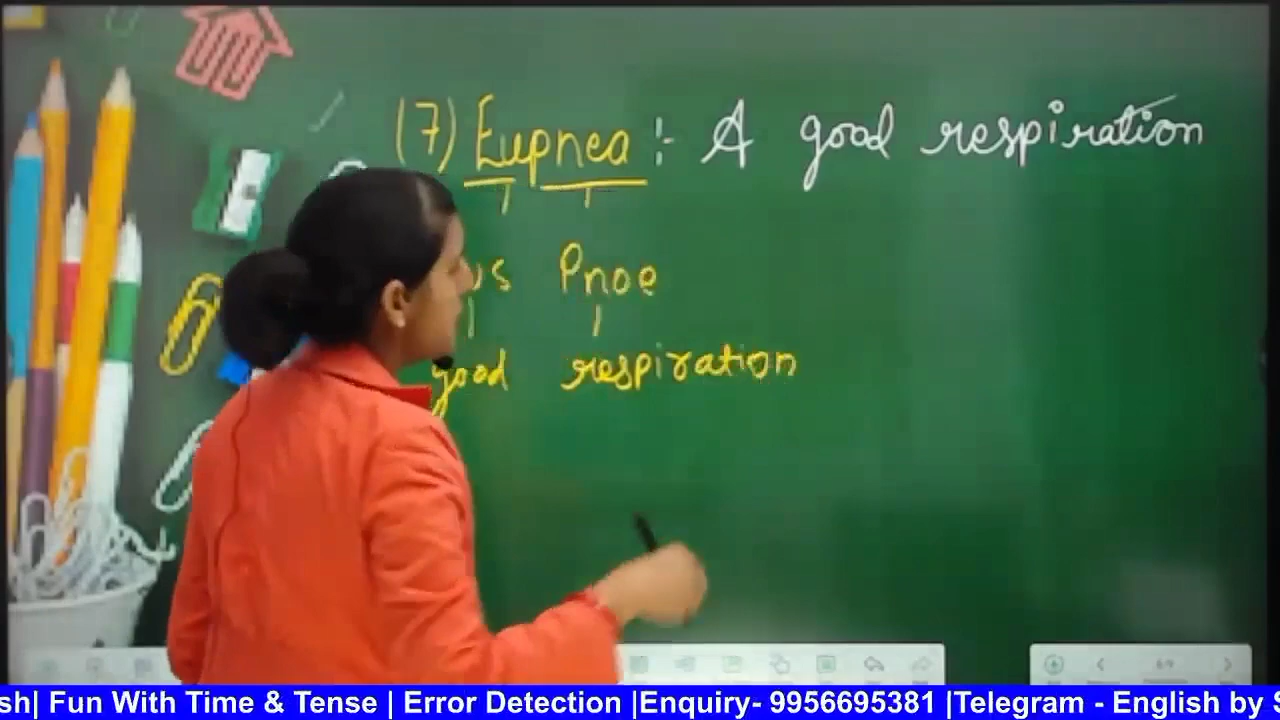 (7) Eupnea :- A good respiration
us Pnoe
good respiration
sh| Fun With Time & Tense | Error Detection |Enquiry- 9956695381 |Telegram - English by S